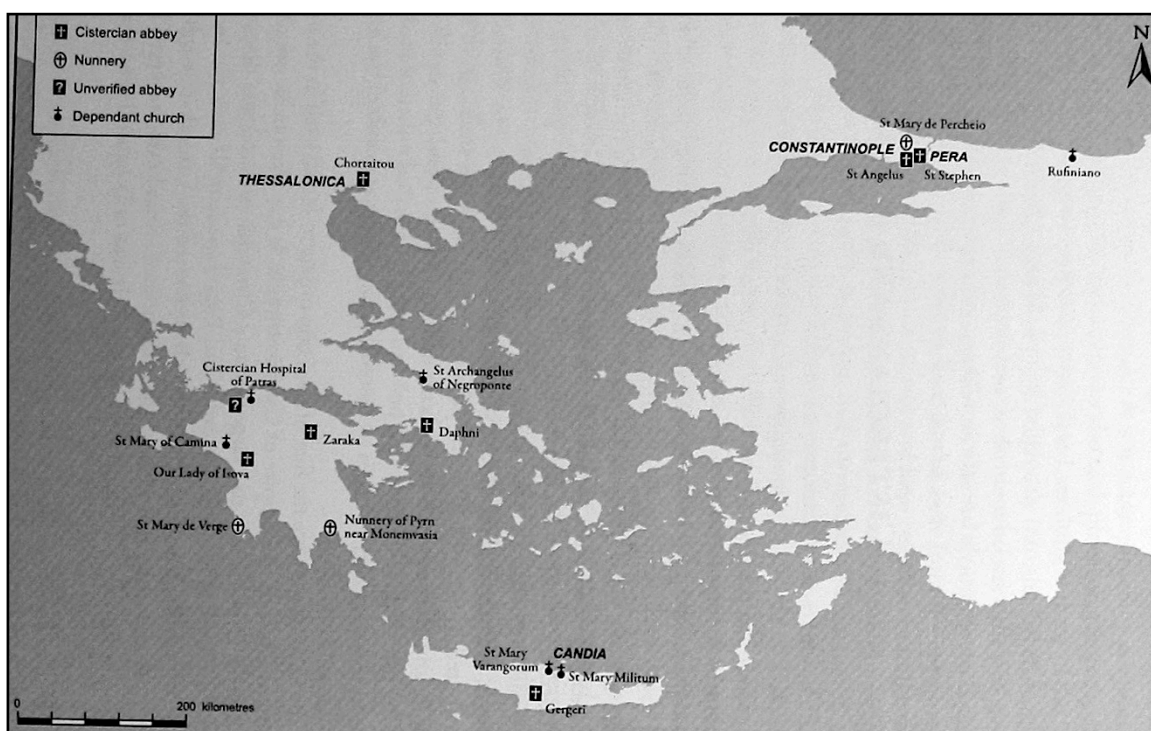 Cistercian abbey
Nunnery
Unverified abbey
Dependant church
N
St Mary de Percheio
CONSTANTINOPLE
PERA
St Angelus
St Stephen
Rufiniano
Chortaitou
THESSALONICA
Cistercian Hospital
of Patras
?
St Archangelus
of Negroponte
St Mary of Camina
Zaraka
Daphni
Our Lady of Isova
St Mary de Verge
Nunnery of Pyrn
near Monemvasia
St Mary
Varangorum
CANDIA
St Mary Militum
Gergeri
0 200 kilometres